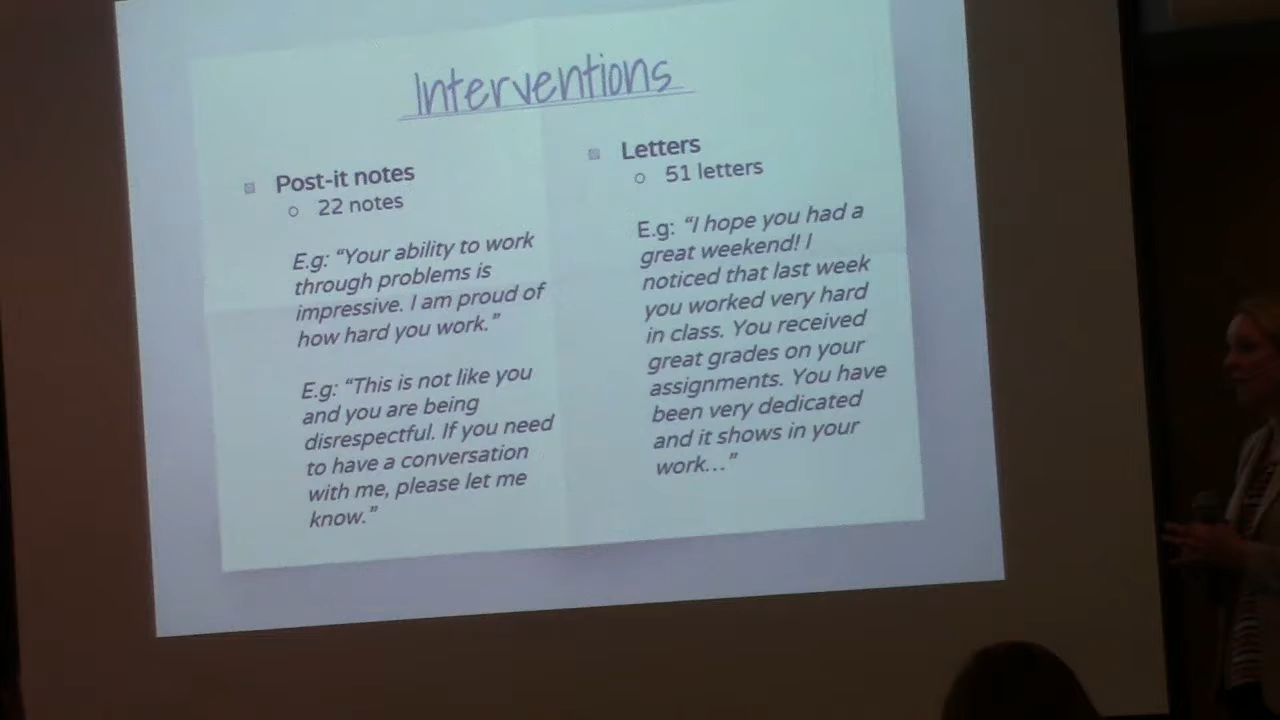 Interventions
Post-it notes
22 notes
E.g: “Your ability to work
through problems is
impressive. I am proud of
how hard you work.”
E.g: “This is not like you
and you are being
disrespectful. If you need
to have a conversation
with me, please let me
know.”
Letters
51 letters
E.g: “I hope you had a
great weekend! I
noticed that last week
you worked very hard
in class. You received
great grades on your
assignments. You have
been very dedicated
and it shows in your
work...”